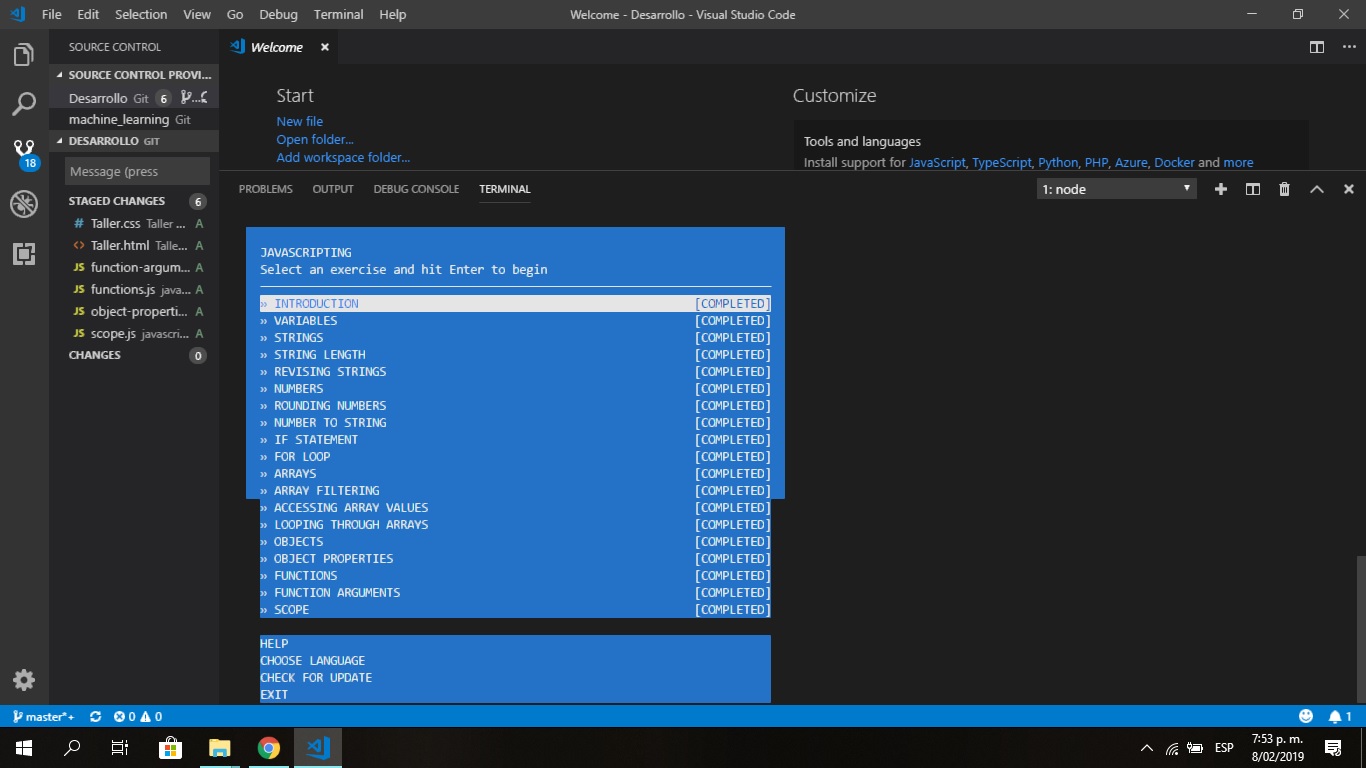 File Edit Selection View Go Debug Terminal Help
Welcome - Desarrollo - Visual Studio Code
SOURCE CONTROL
SOURCE CONTROL PROVI...
Desarrollo Git 6
machine_learning Git
DESARROLLO GIT
18
Message (press
STAGED CHANGES 6
# Taller.css Taller ... A
<> Taller.html Talle... A
JS function-argum... A
JS functions.js java... A
JS object-properti... A
JS scope.js javascri... A
CHANGES 0
Welcome
Start
New file
Open folder...
Add workspace folder...
Customize
Tools and languages
Install support for JavaScript, TypeScript, Python, PHP, Azure, Docker and more
PROBLEMS OUTPUT DEBUG CONSOLE TERMINAL
1: node
JAVASCRIPTING
Select an exercise and hit Enter to begin
» INTRODUCTION [COMPLETED]
» VARIABLES [COMPLETED]
» STRINGS [COMPLETED]
» STRING LENGTH [COMPLETED]
» REVISING STRINGS [COMPLETED]
» NUMBERS [COMPLETED]
» ROUNDING NUMBERS [COMPLETED]
» NUMBER TO STRING [COMPLETED]
» IF STATEMENT [COMPLETED]
» FOR LOOP [COMPLETED]
» ARRAYS [COMPLETED]
» ARRAY FILTERING [COMPLETED]
» ACCESSING ARRAY VALUES [COMPLETED]
» LOOPING THROUGH ARRAYS [COMPLETED]
» OBJECTS [COMPLETED]
» OBJECT PROPERTIES [COMPLETED]
» FUNCTIONS [COMPLETED]
» FUNCTION ARGUMENTS [COMPLETED]
» SCOPE [COMPLETED]
HELP
CHOOSE LANGUAGE
CHECK FOR UPDATE
EXIT
master*+ 0 0
1
ESP
7:53 p. m.
8/02/2019